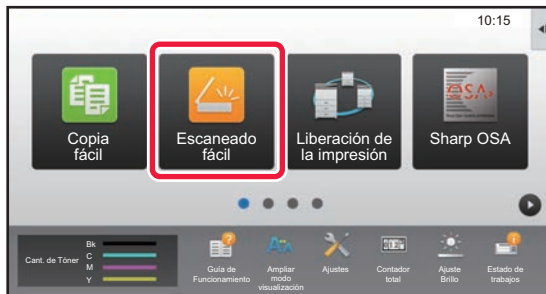 10:15
Copia
fácil
Escaneado
fácil
Liberación de
la impresión
Sharp OSA
Cant. de Tóner
Bk
C
M
Y
Guía de
Funcionamiento
Ampliar
modo
visualización
Ajustes
Contador
total
Ajuste
Brillo
Estado de
trabajos